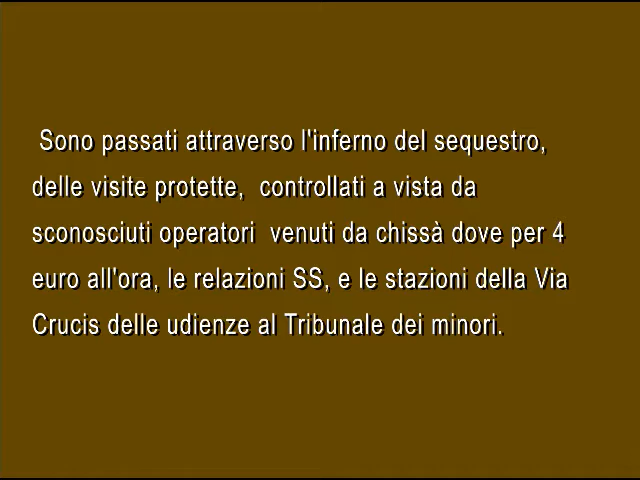 Sono passati attraverso l'inferno del sequestro,
delle visite protette, controllati a vista da
sconosciuti operatori venuti da chissà dove per 4
euro all'ora, le relazioni SS, e le stazioni della Via
Crucis delle udienze al Tribunale dei minori.